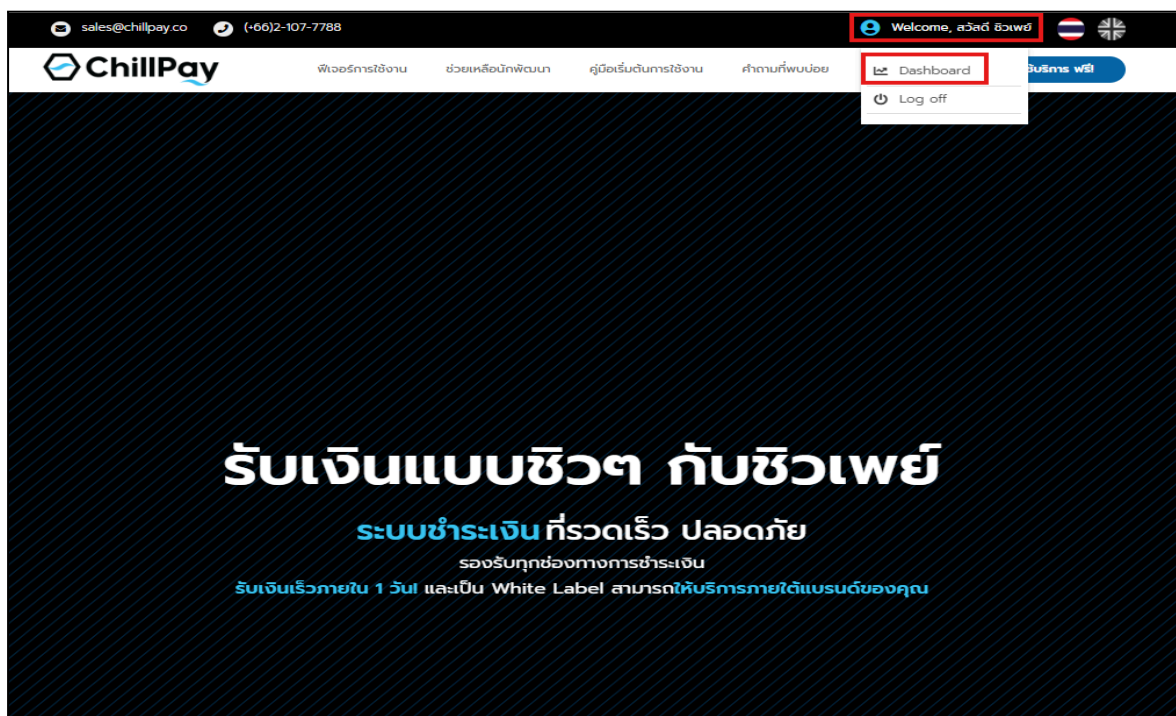 sales@chillpay.co (+66)2-107-7788 Welcome, สวัสดี ชิวเพย์
ChillPay ฟีเจอร์การใช้งาน ช่วยเหลือนักพัฒนา คู่มือเริ่มต้นการใช้งาน คำถามที่พบบ่อย Dashboard ช้บริการ ฟรี!
Log off
รับเงินแบบชิวๆ กับชิวเพย์
ระบบชำระเงิน ที่รวดเร็ว ปลอดภัย
รองรับทุกช่องทางการชำระเงิน
รับเงินเร็วภายใน 1 วัน! และเป็น White Label สามารถให้บริการภายใต้แบรนด์ของคุณ